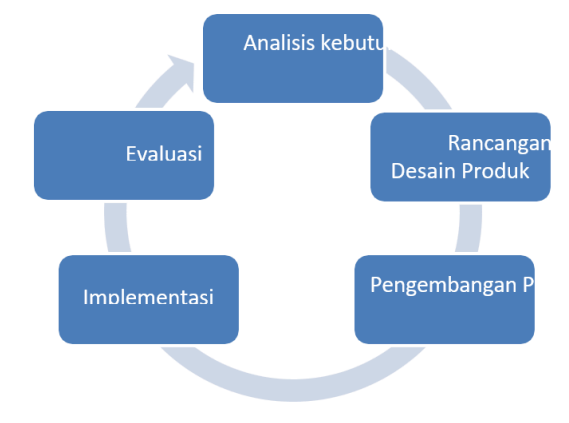 Analisis kebutu
Rancangan
Desain Produk
Pengembangan P
Implementasi
Evaluasi